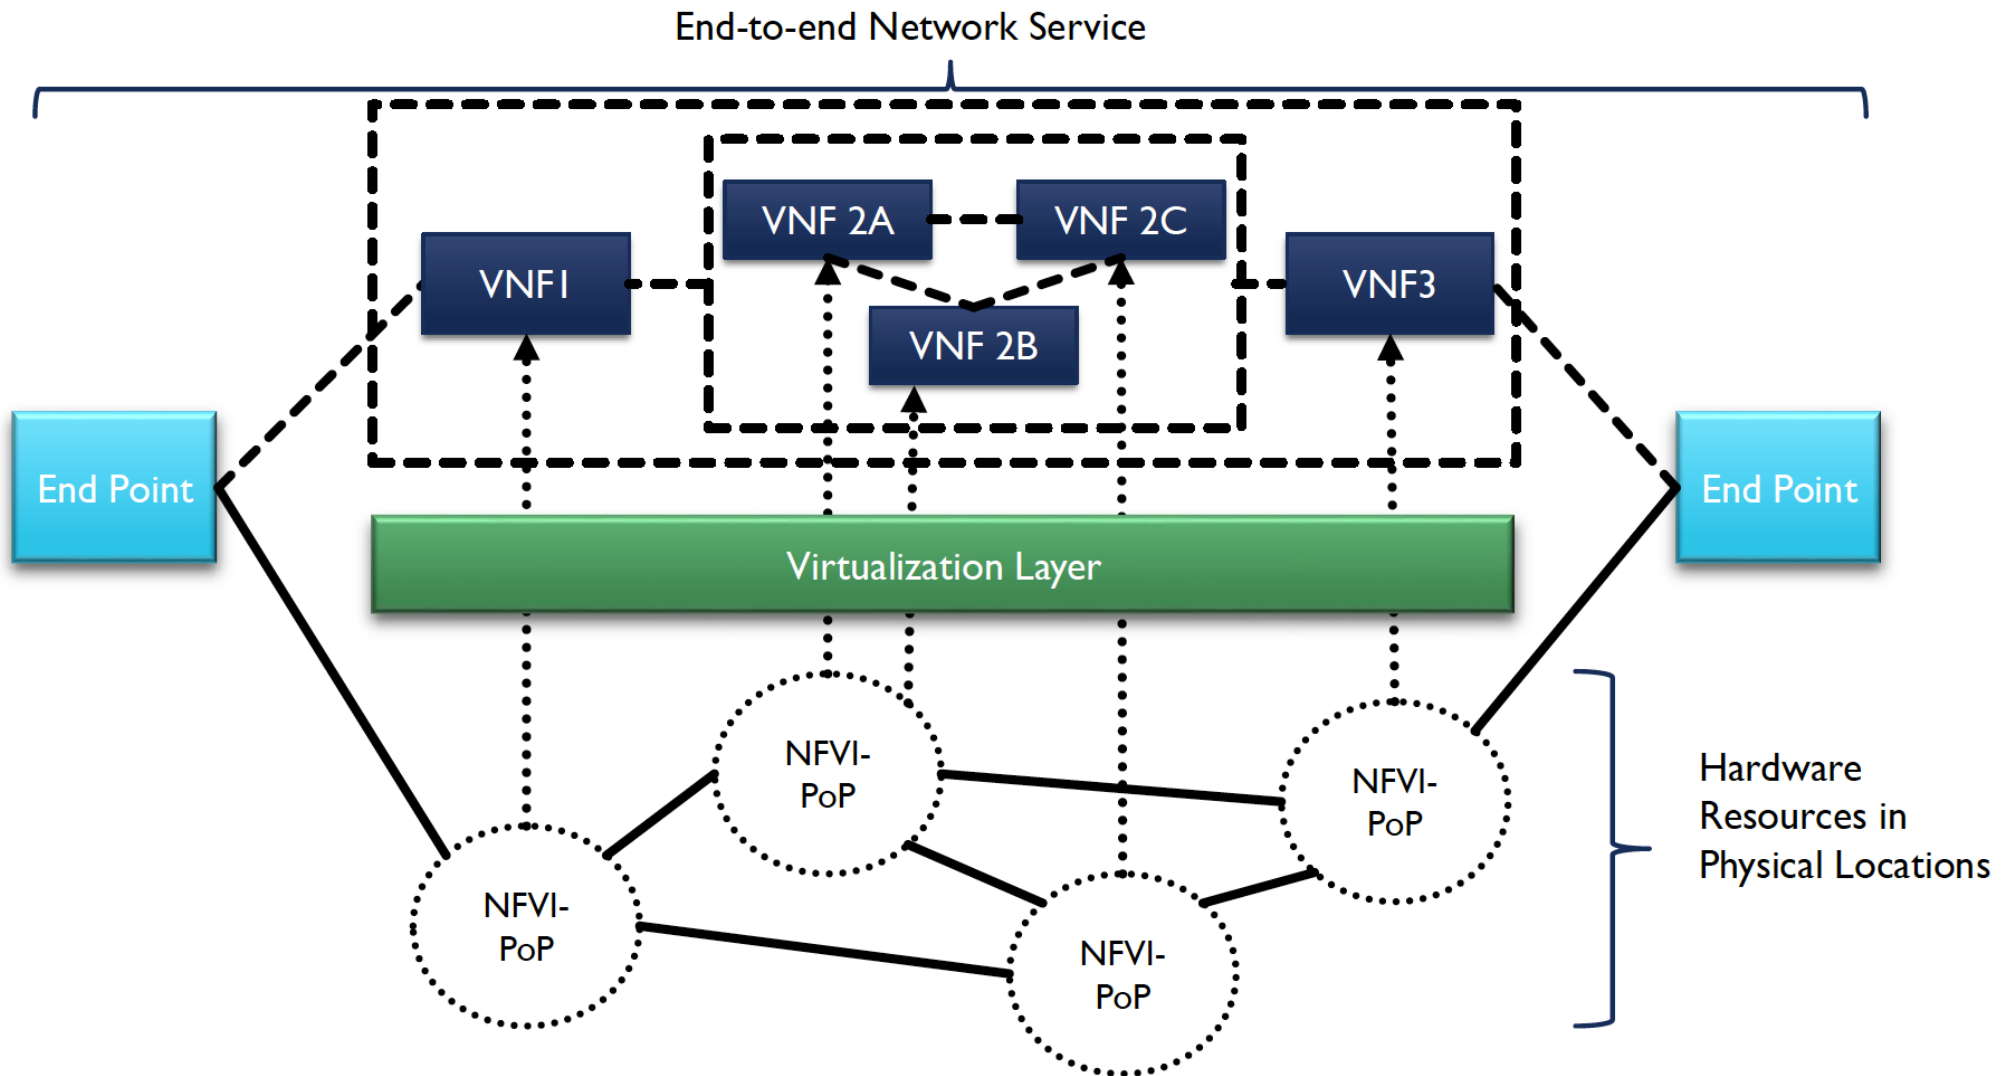 End-to-end Network Service
VNF 2A
VNF 2C
VNF1
VNF3
VNF 2B
End Point
End Point
Virtualization Layer
NFVI-
PoP
NFVI-
PoP
NFVI-
PoP
NFVI-
PoP
Hardware
Resources in
Physical Locations